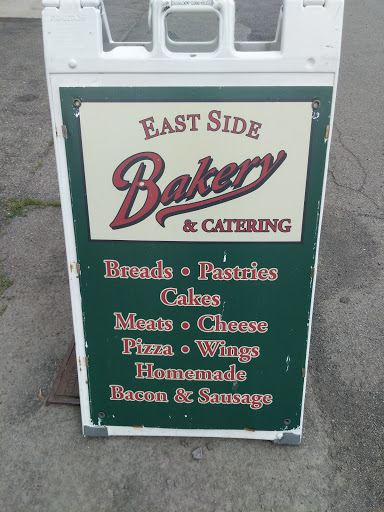 EAST SIDE
Bakery
& CATERING
Breads • Pastries
Cakes
Meats • Cheese
Pizza • Wings
Homemade
Bacon & Sausage